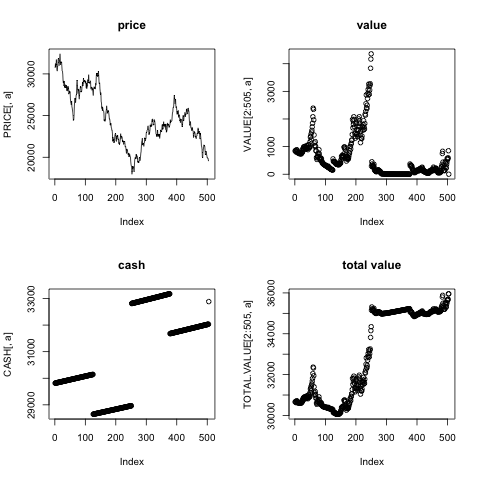 price
PRICE[, a]
20000 25000 30000
0 100 200 300 400 500
Index
value
VALUE[2:505, a]
0 1000 3000
0 100 200 300 400 500
Index
cash
CASH[, a]
29000 31000 33000
0 100 200 300 400 500
Index
total value
TOTAL.VALUE[2:505, a]
30000 32000 34000 36000
0 100 200 300 400 500
Index